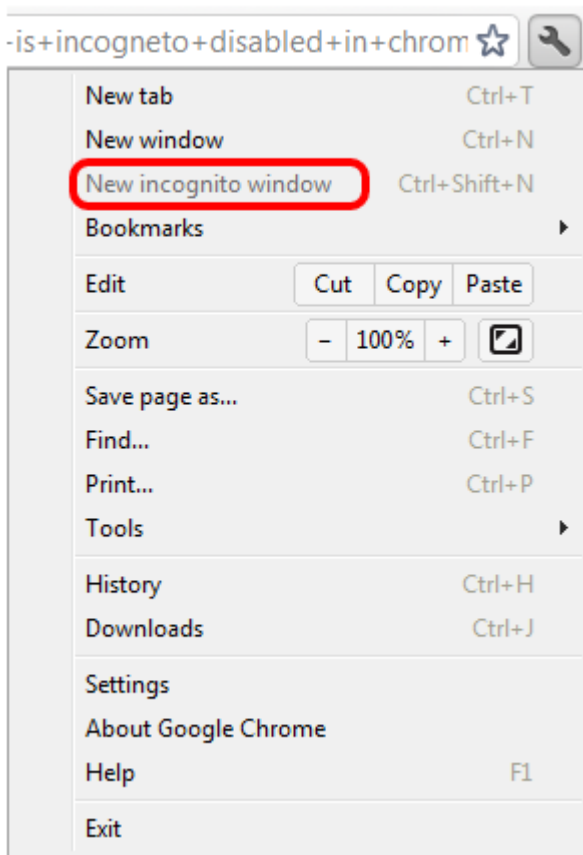 -is+incogneto+disabled+in+chrom
New tab Ctrl+T
New window Ctrl+N
New incognito window Ctrl+Shift+N
Bookmarks
Edit Cut Copy Paste
Zoom − 100% +
Save page as... Ctrl+S
Find... Ctrl+F
Print... Ctrl+P
Tools
History Ctrl+H
Downloads Ctrl+J
Settings
About Google Chrome
Help F1
Exit